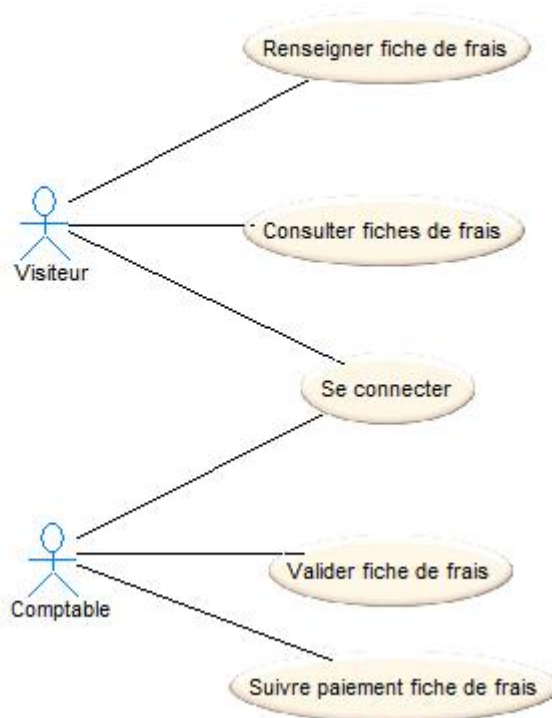 Renseigner fiche de frais
Visiteur
Consulter fiches de frais
Se connecter
Comptable
Valider fiche de frais
Suivre paiement fiche de frais